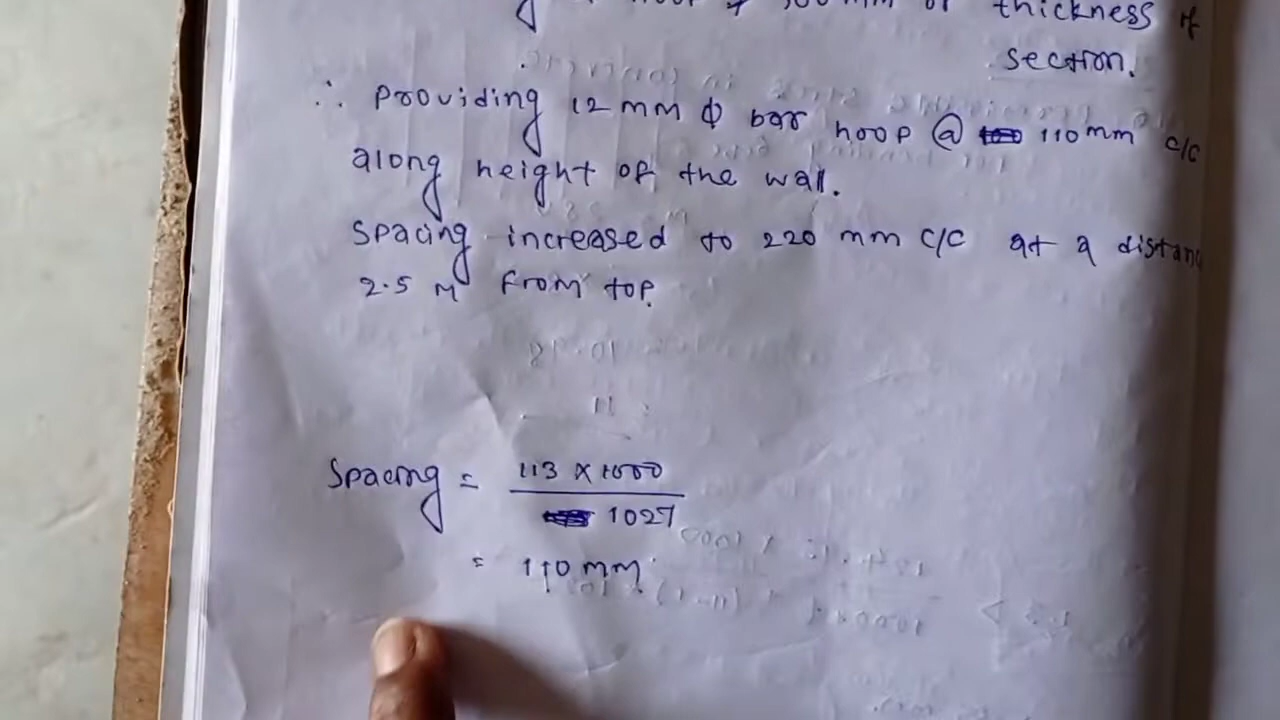 thickness of
section.
∴ Providing 12 mm ϕ bar hoop @ 110 mm c/c
along height of the wall.
Spacing increased to 220 mm c/c at a distanc
2.5 M from top.
Spacing = 113 × 1000 / 1027
= 110 mm